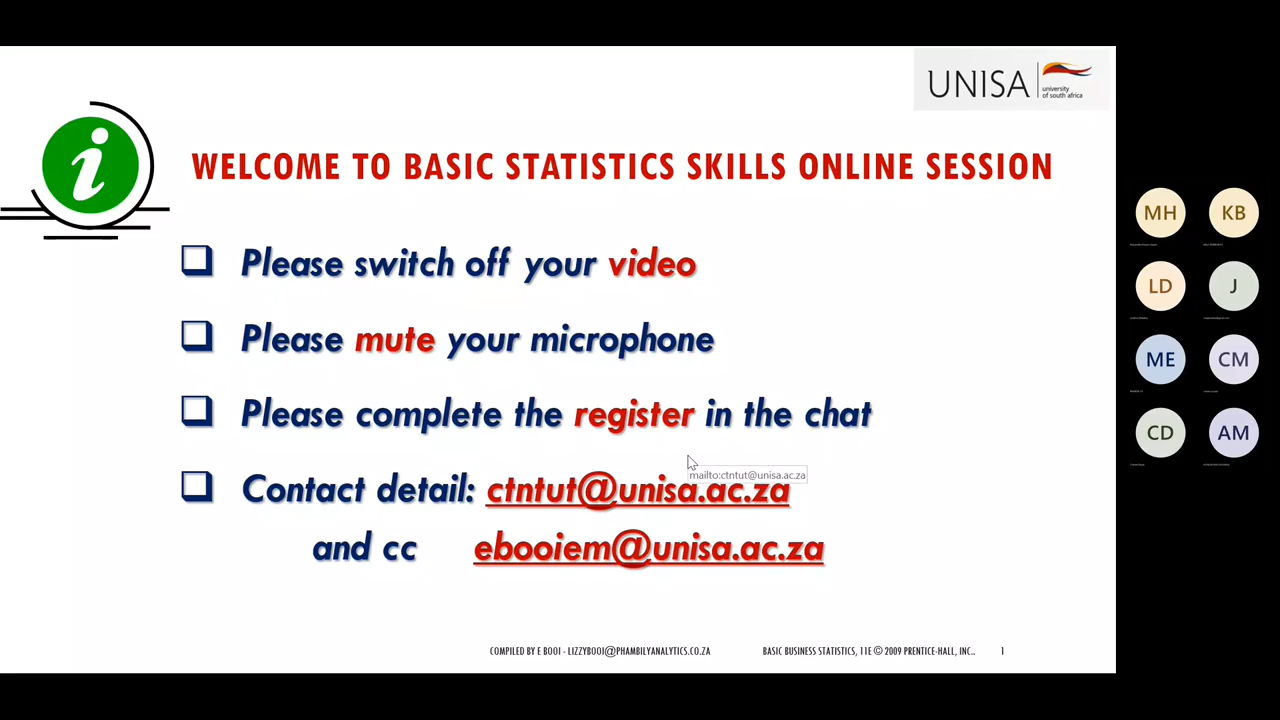 UNISA
university
of south africa
WELCOME TO BASIC STATISTICS SKILLS ONLINE SESSION
Please switch off your video
Please mute your microphone
Please complete the register in the chat
mailto:ctntut@unisa.ac.za
Contact detail: ctntut@unisa.ac.za
and cc ebooiem@unisa.ac.za
COMPILED BY E BOOI - LIZZYBOOI@PHAMBILYANALYTICS.CO.ZA BASIC BUSINESS STATISTICS, 11E © 2009 PRENTICE-HALL, INC.. 1
MH KB
LD J
ME CM
CD AM